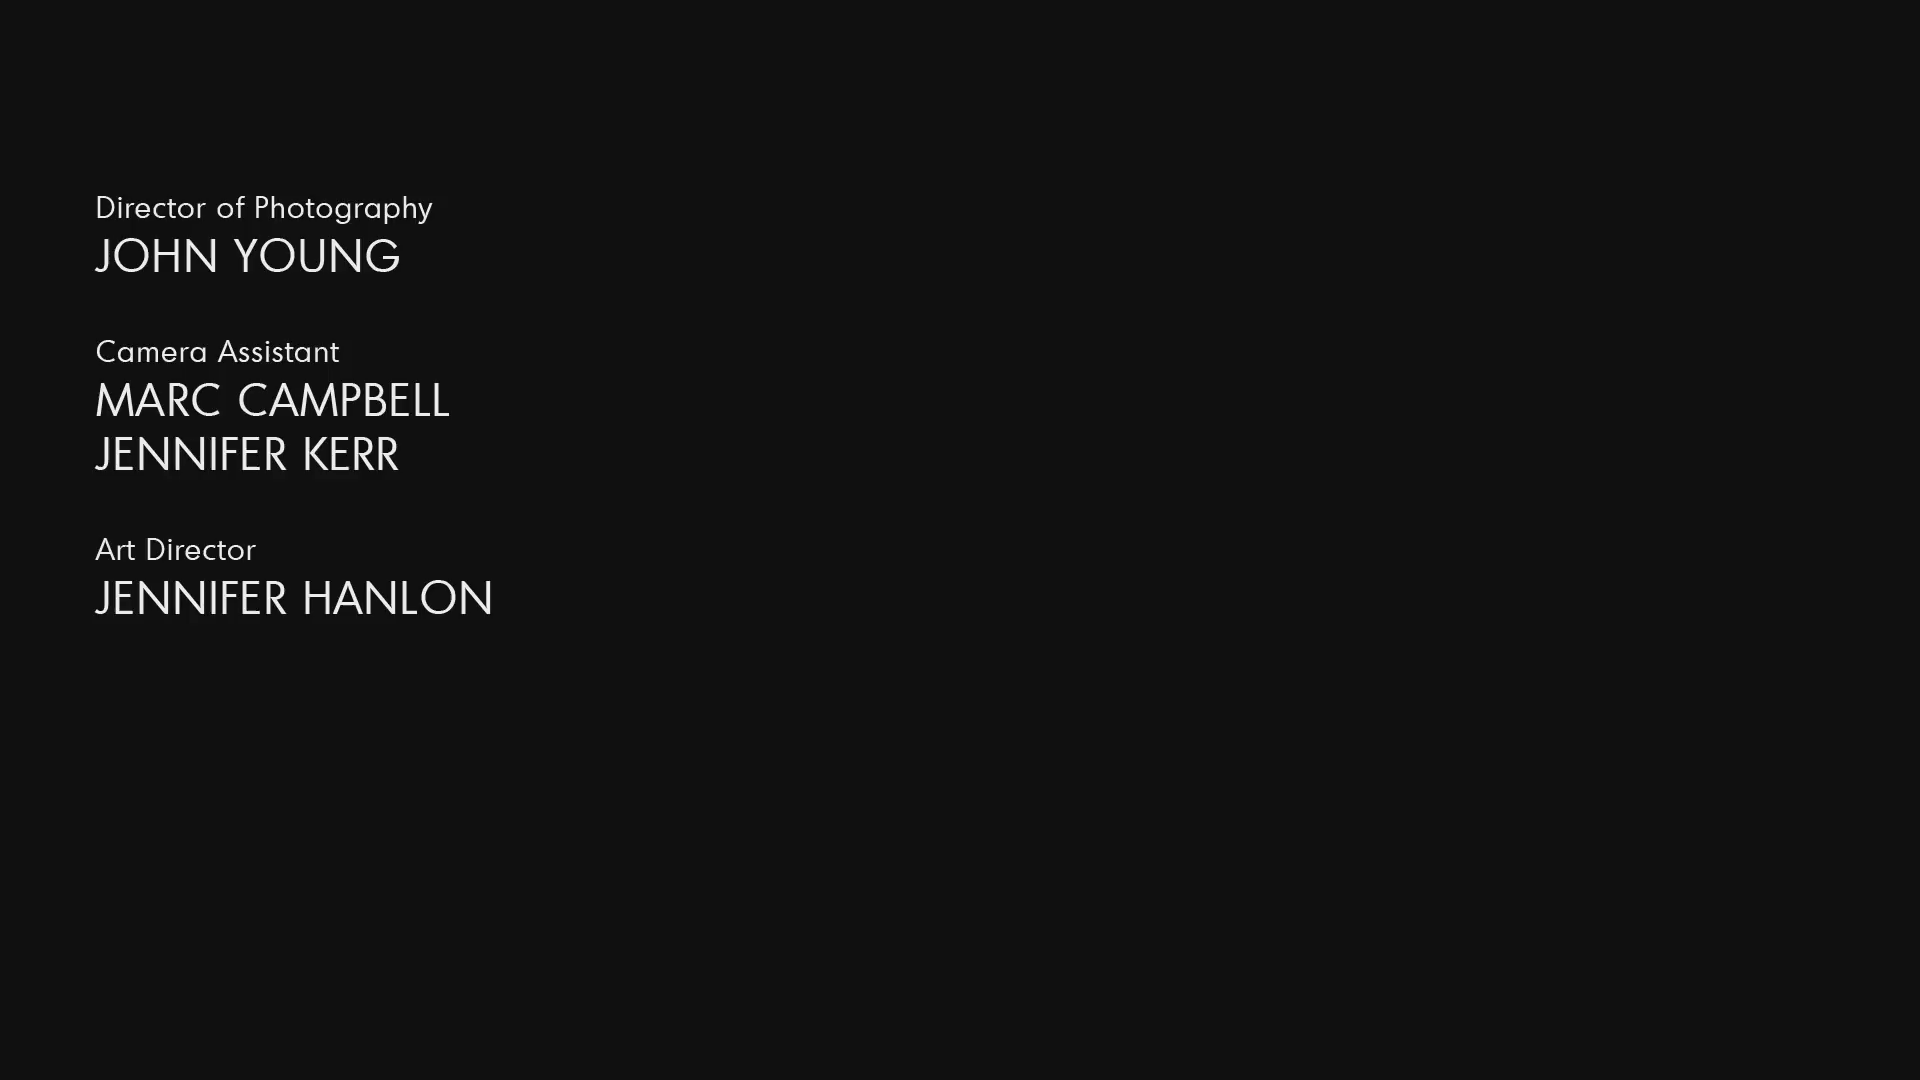 Director of Photography
JOHN YOUNG
Camera Assistant
MARC CAMPBELL
JENNIFER KERR
Art Director
JENNIFER HANLON